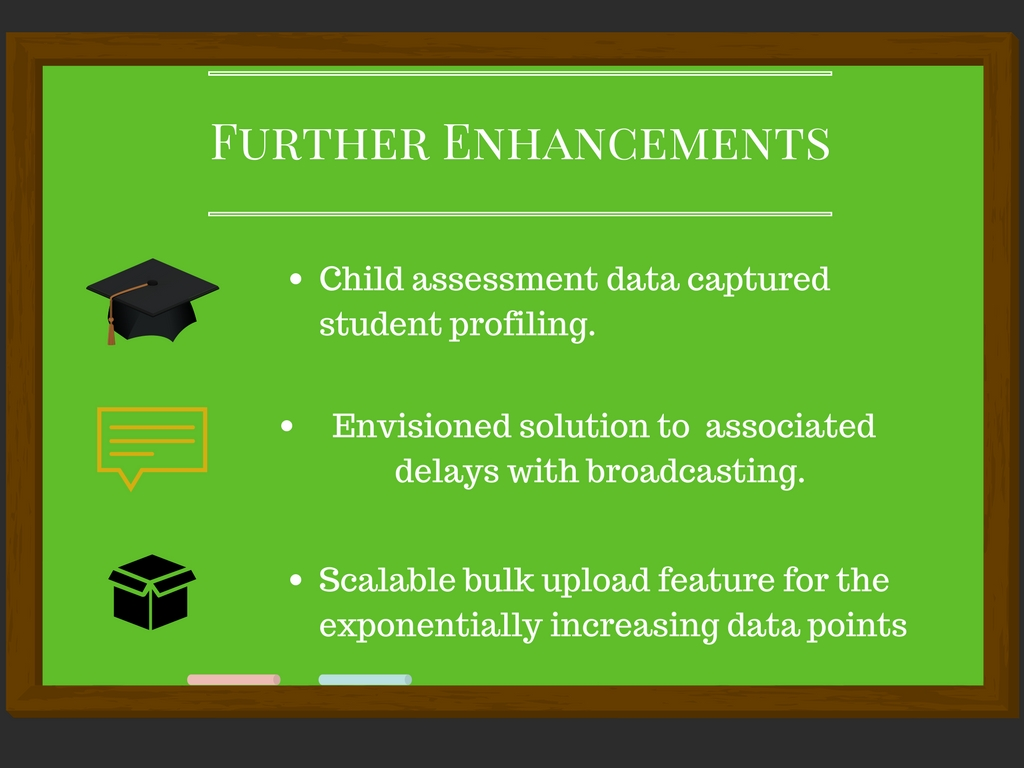 Further Enhancements
• Child assessment data captured
student profiling.
• Envisioned solution to associated
delays with broadcasting.
• Scalable bulk upload feature for the
exponentially increasing data points